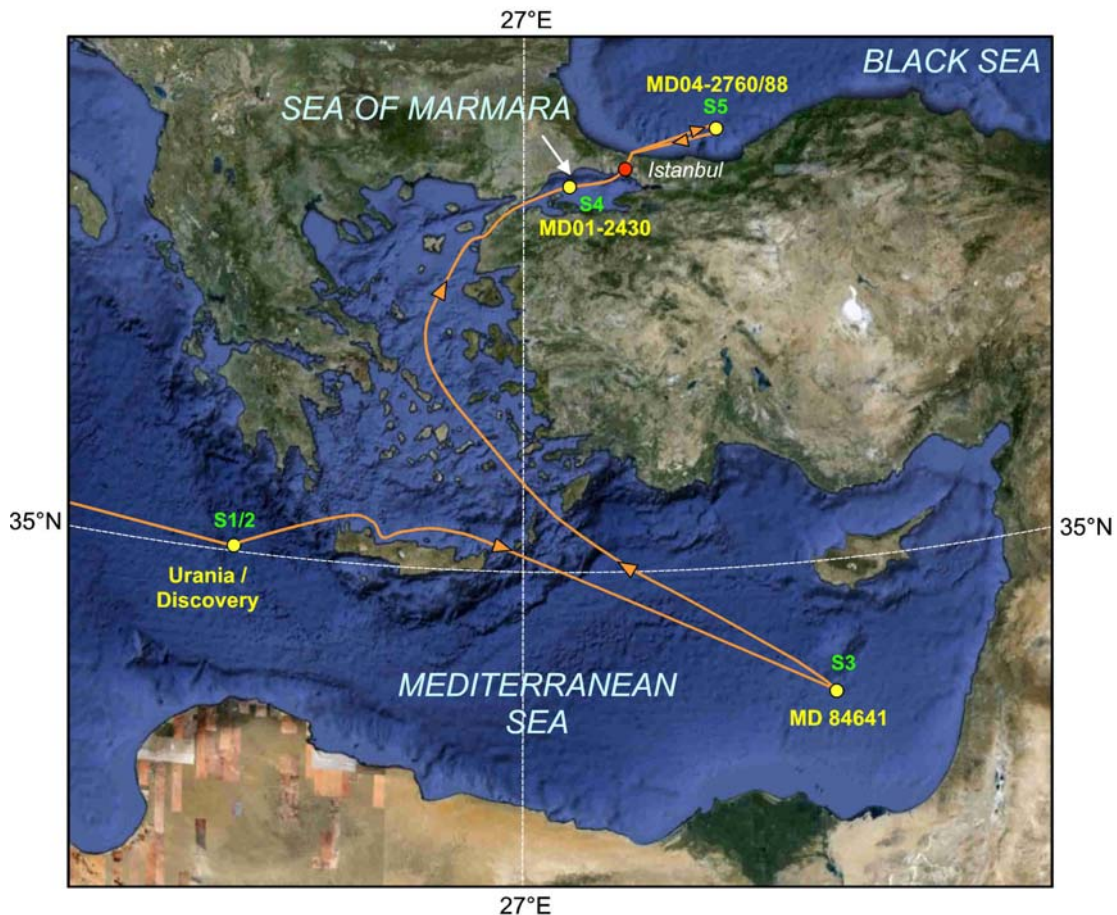 27°E
BLACK SEA
MD04-2760/88
S5
SEA OF MARMARA
Istanbul
S4
MD01-2430
35°N
35°N
S1/2
Urania /
Discovery
S3
MEDITERRANEAN
SEA
MD 84641
27°E